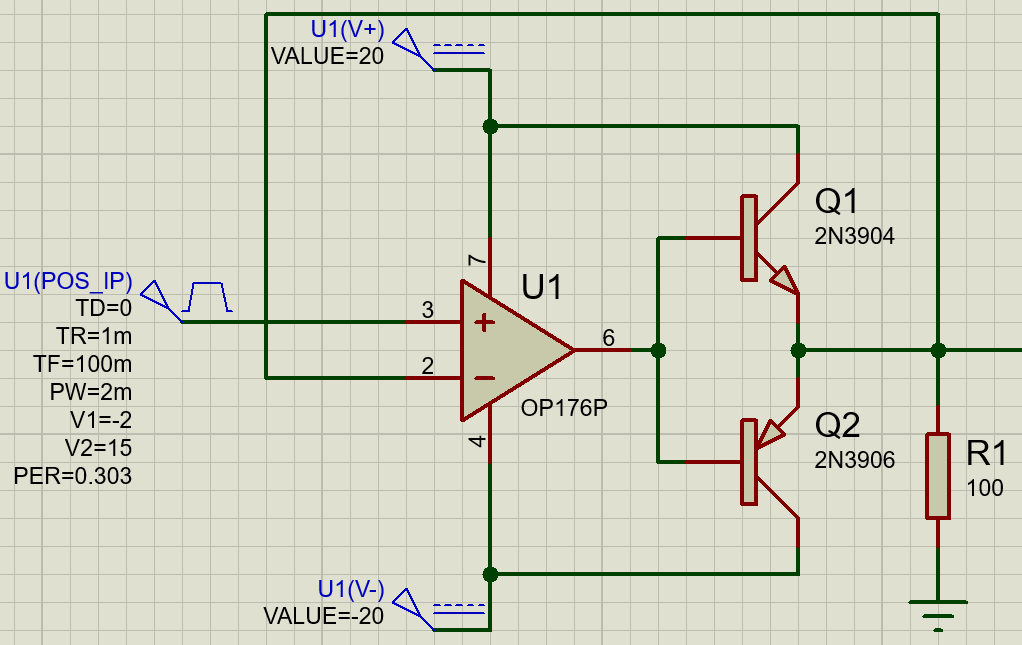 U1(V+)
VALUE=20
Q1
2N3904
U1(POS_IP)
TD=0
TR=1m
TF=100m
PW=2m
V1=-2
V2=15
PER=0.303
7
U1
3
+
6
2
−
OP176P
4
Q2
2N3906
R1
100
U1(V-)
VALUE=-20